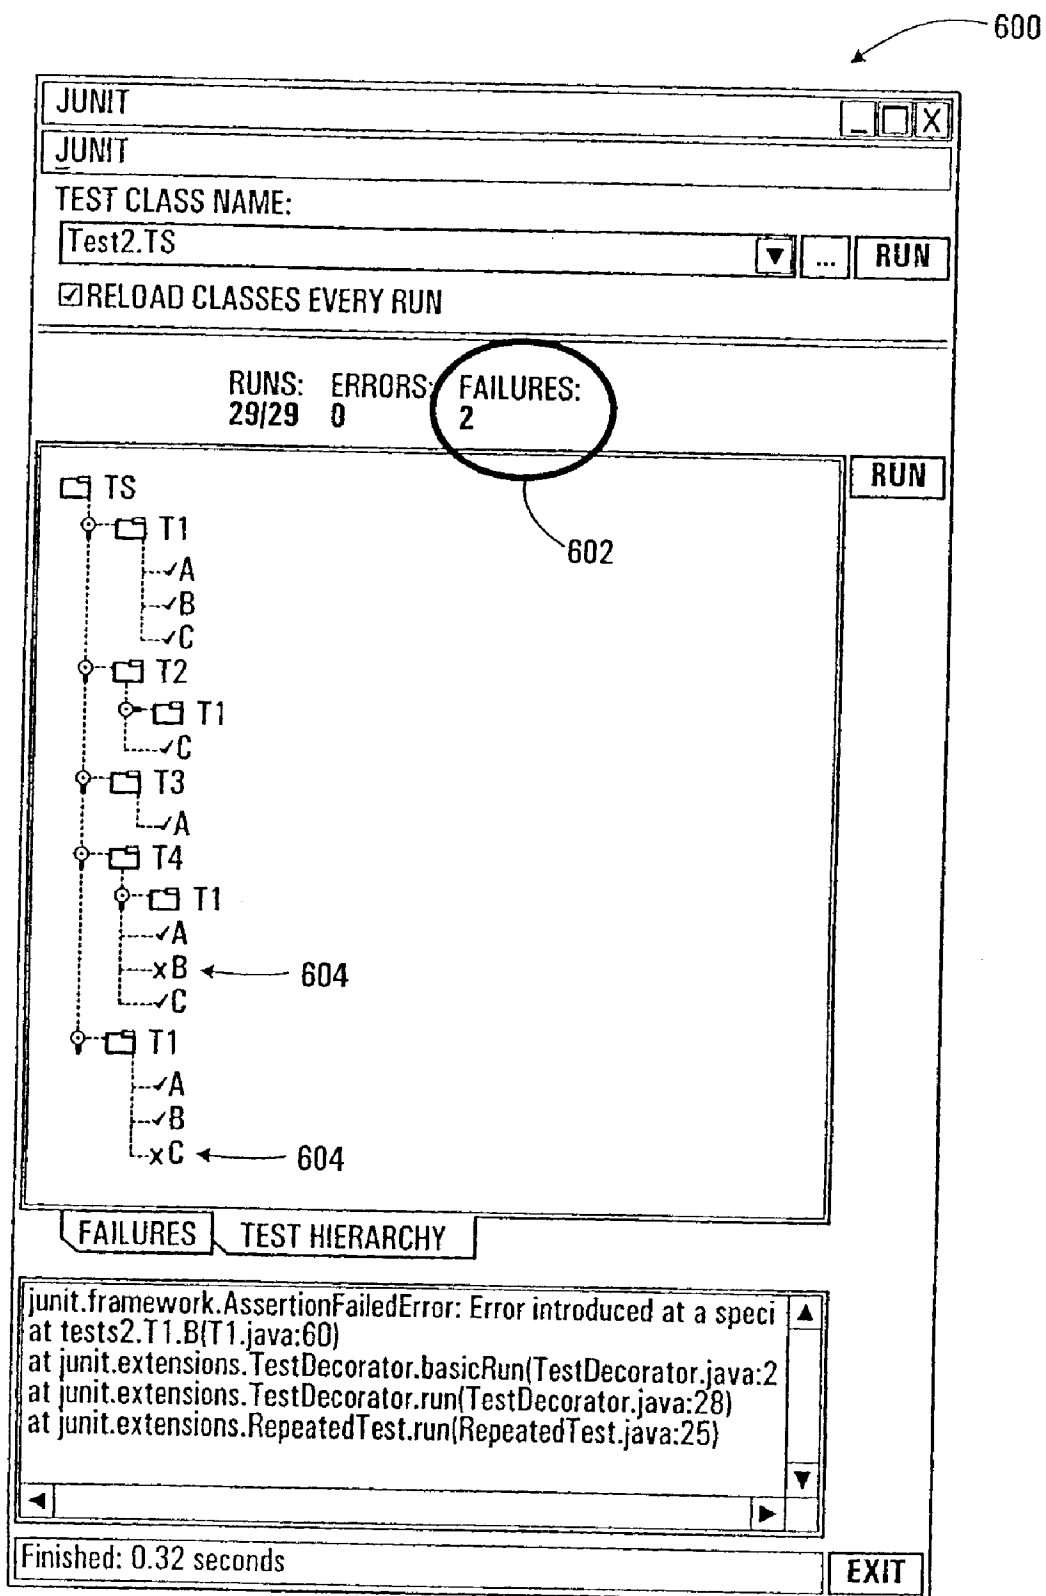 600
JUNIT
JUNIT
TEST CLASS NAME:
Test2.TS ... RUN
RELOAD CLASSES EVERY RUN
RUNS: ERRORS: FAILURES:
29/29 0 2
RUN
602
TS
T1
A
B
C
T2
T1
C
T3
A
T4
T1
A
B 604
C
T1
A
B
C 604
FAILURES TEST HIERARCHY
junit.framework.AssertionFailedError: Error introduced at a speci
at tests2.T1.B(T1.java:60)
at junit.extensions.TestDecorator.basicRun(TestDecorator.java:2
at junit.extensions.TestDecorator.run(TestDecorator.java:28)
at junit.extensions.RepeatedTest.run(RepeatedTest.java:25)
Finished: 0.32 seconds
EXIT